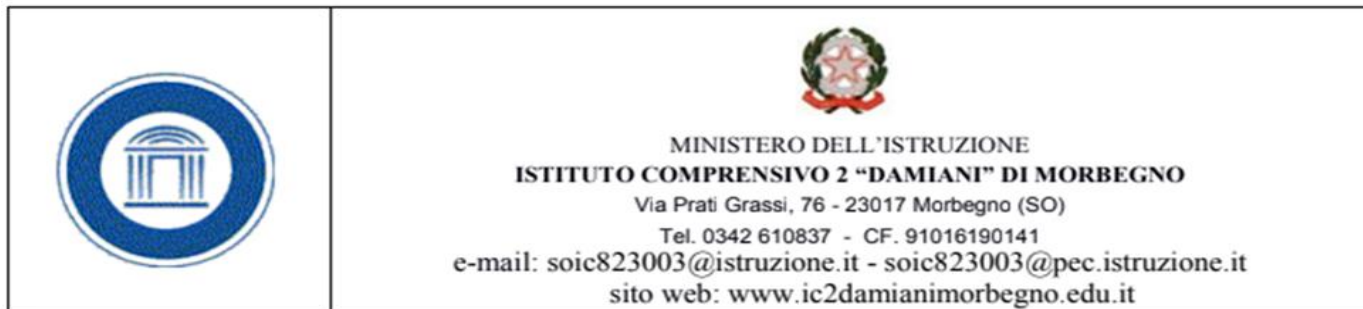 MINISTERO DELL’ISTRUZIONE
ISTITUTO COMPRENSIVO 2 “DAMIANI” DI MORBEGNO
Via Prati Grassi, 76 - 23017 Morbegno (SO)
Tel. 0342 610837 - CF. 91016190141
e-mail: soic823003@istruzione.it - soic823003@pec.istruzione.it
sito web: www.ic2damianimorbegno.edu.it